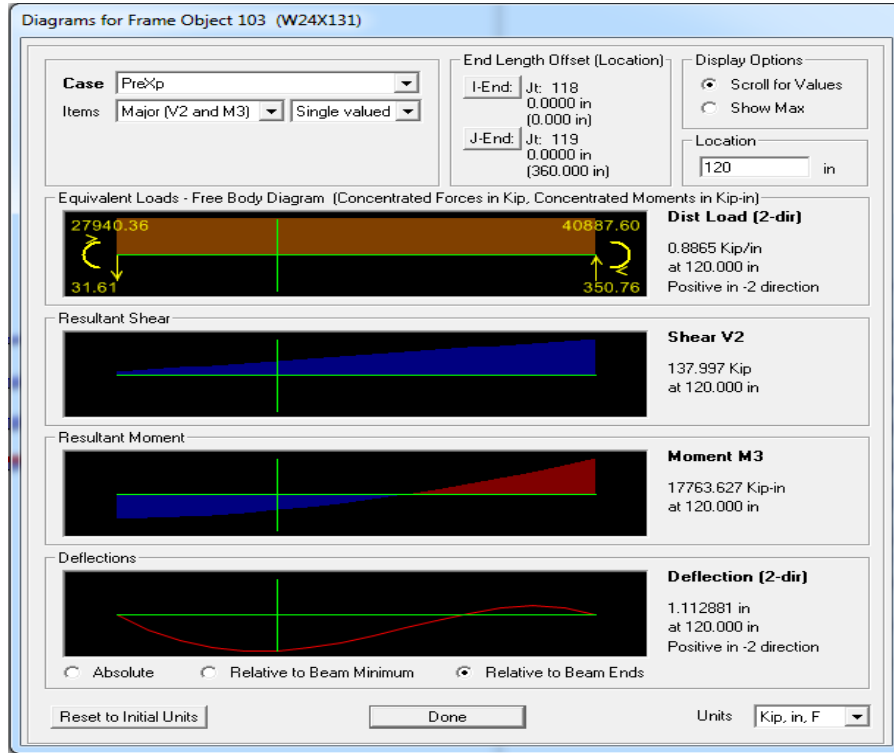 Diagrams for Frame Object 103 (W24X131)
Case PreXp
Items Major (V2 and M3) Single valued
End Length Offset (Location)
I-End: Jt: 118
0.0000 in
(0.000 in)
J-End: Jt: 119
0.0000 in
(360.000 in)
Display Options
Scroll for Values
Show Max
Location
120 in
Equivalent Loads - Free Body Diagram (Concentrated Forces in Kip, Concentrated Moments in Kip-in)
27940.36 40887.60
31.61 350.76
Dist Load (2-dir)
0.8865 Kip/in
at 120.000 in
Positive in -2 direction
Resultant Shear
Shear V2
137.997 Kip
at 120.000 in
Resultant Moment
Moment M3
17763.627 Kip-in
at 120.000 in
Deflections
Deflection (2-dir)
1.112881 in
at 120.000 in
Positive in -2 direction
Absolute Relative to Beam Minimum Relative to Beam Ends
Reset to Initial Units Done Units Kip, in, F